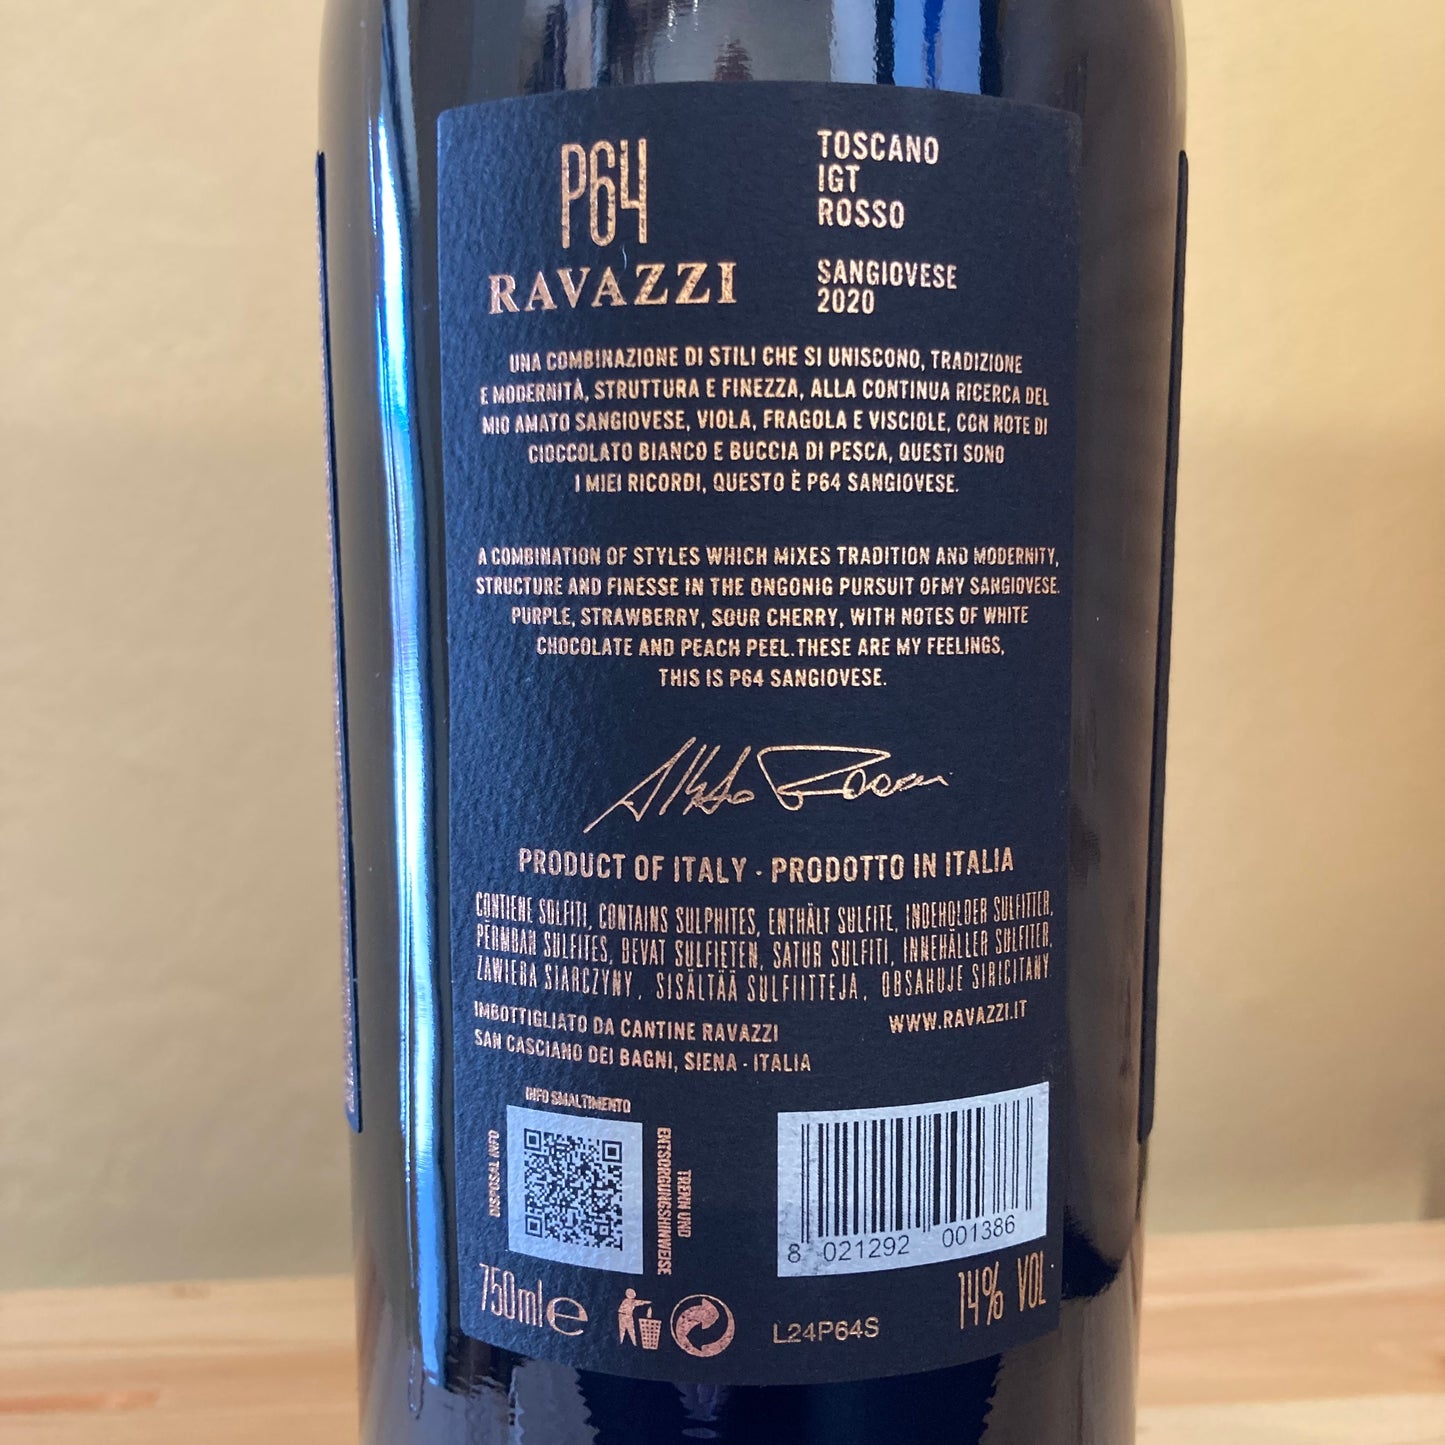 P64
RAVAZZI
TOSCANO
IGT
ROSSO
SANGIOVESE
2020
UNA COMBINAZIONE DI STILI CHE SI UNISCONO, TRADIZIONE
E MODERNITÀ, STRUTTURA E FINEZZA, ALLA CONTINUA RICERCA DEL
MIO AMATO SANGIOVESE, VIOLA, FRAGOLA E VISCIOLE, CON NOTE DI
CIOCCOLATO BIANCO E BUCCIA DI PESCA, QUESTI SONO
I MIEI RICORDI, QUESTO È P64 SANGIOVESE.
A COMBINATION OF STYLES WHICH MIXES TRADITION AND MODERNITY,
STRUCTURE AND FINESSE IN THE ONGONIG PURSUIT OFMY SANGIOVESE.
PURPLE, STRAWBERRY, SOUR CHERRY, WITH NOTES OF WHITE
CHOCOLATE AND PEACH PEEL.THESE ARE MY FEELINGS,
THIS IS P64 SANGIOVESE.
PRODUCT OF ITALY · PRODOTTO IN ITALIA
CONTIENE SOLFITI, CONTAINS SULPHITES, ENTHÄLT SULFITE, INDEHOLDER SULFITTER,
PĒRMBAN SULFITES, DEVAT SULFIETEN, SATUR SULFITI, INNEHÄLLER SULFITER,
ZAWIERA SIARCZYNY, SISÄLTÄÄ SULFIITTEJA, OBSAHUJE SIRICITANY
IMBOTTIGLIATO DA CANTINE RAVAZZI
SAN CASCIANO DEI BAGNI, SIENA - ITALIA
WWW.RAVAZZI.IT
INFO SMALTIMENTO
DISPOSAL INFO
TRENN UND
ENTSORGUNGSHINWEISE
8 021292 001386
750ml e
L24P64S
14% VOL.